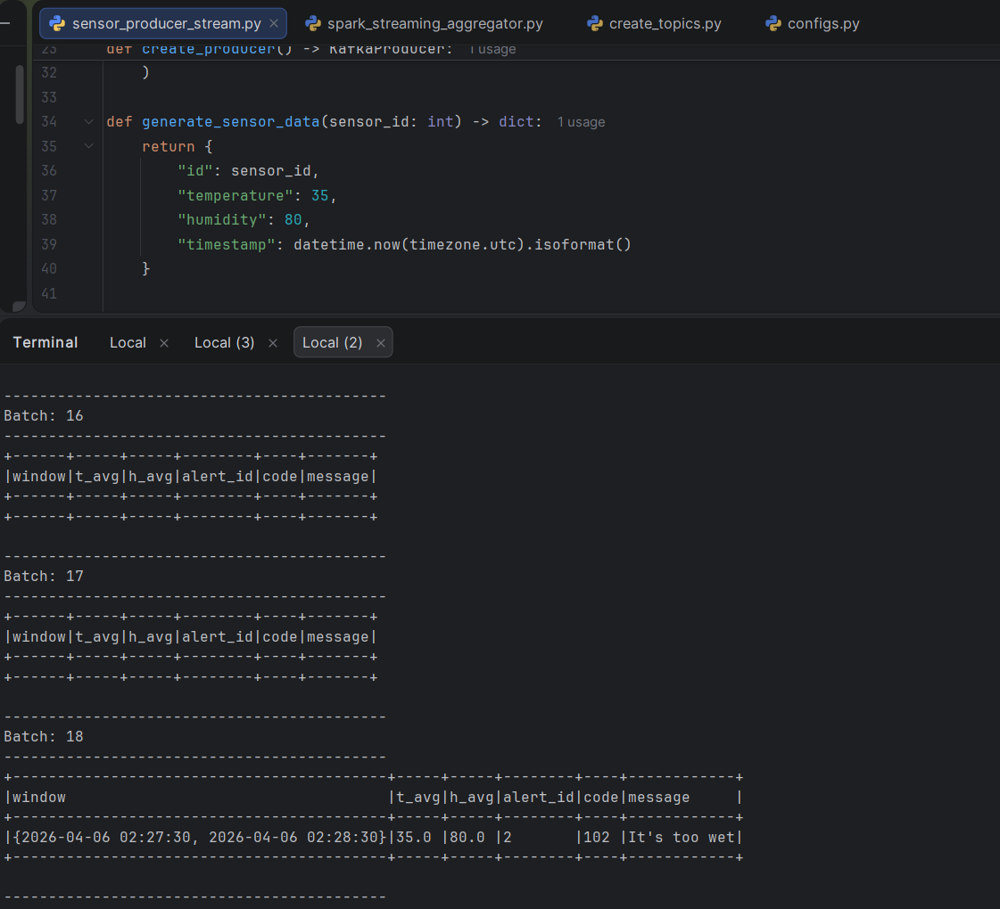 sensor_producer_stream.py × spark_streaming_aggregator.py create_topics.py configs.py
23 def create_producer() -> KafkaProducer: 1 usage
32 )
33
34 def generate_sensor_data(sensor_id: int) -> dict: 1 usage
35 return {
36 "id": sensor_id,
37 "temperature": 35,
38 "humidity": 80,
39 "timestamp": datetime.now(timezone.utc).isoformat()
40 }
41
Terminal Local × Local (3) × Local (2) ×
-------------------------------------------
Batch: 16
-------------------------------------------
+------+-----+-----+--------+----+-------+
|window|t_avg|h_avg|alert_id|code|message|
+------+-----+-----+--------+----+-------+
+------+-----+-----+--------+----+-------+
-------------------------------------------
Batch: 17
-------------------------------------------
+------+-----+-----+--------+----+-------+
|window|t_avg|h_avg|alert_id|code|message|
+------+-----+-----+--------+----+-------+
+------+-----+-----+--------+----+-------+
-------------------------------------------
Batch: 18
-------------------------------------------
+------------------------------------------+-----+-----+--------+----+------------+
|window                                    |t_avg|h_avg|alert_id|code|message     |
+------------------------------------------+-----+-----+--------+----+------------+
|{2026-04-06 02:27:30, 2026-04-06 02:28:30}|35.0 |80.0 |2       |102 |It's too wet|
+------------------------------------------+-----+-----+--------+----+------------+
-------------------------------------------